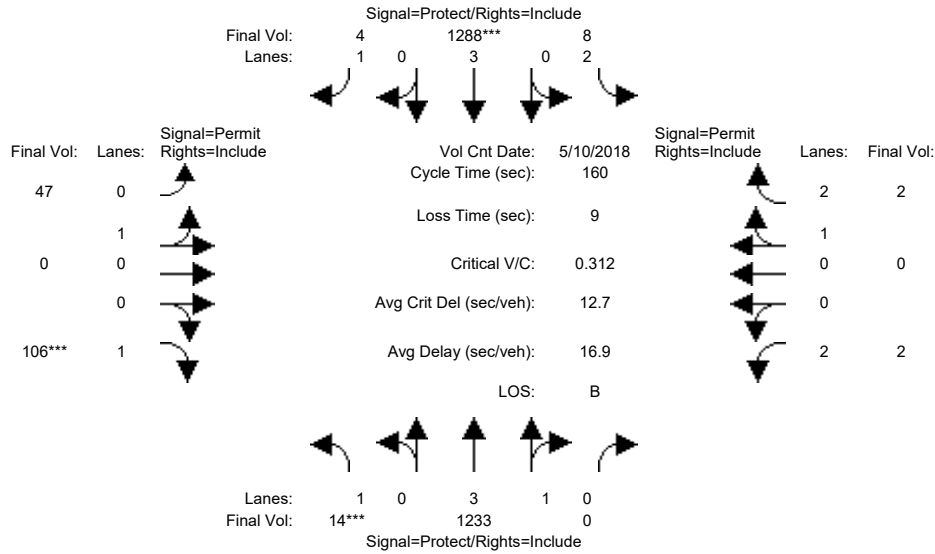 Signal=Protect/Rights=Include
Final Vol: 4 1288*** 8
Lanes: 1 0 3 0 2
Signal=Permit Signal=Permit
Final Vol: Lanes: Rights=Include Vol Cnt Date: 5/10/2018 Rights=Include Lanes: Final Vol:
Cycle Time (sec): 160
47 0 2 2
Loss Time (sec): 9
1 1
0 0 Critical V/C: 0.312 0 0
0 Avg Crit Del (sec/veh): 12.7 0
106*** 1 Avg Delay (sec/veh): 16.9 2 2
LOS: B
Lanes: 1 0 3 1 0
Final Vol: 14*** 1233 0
Signal=Protect/Rights=Include